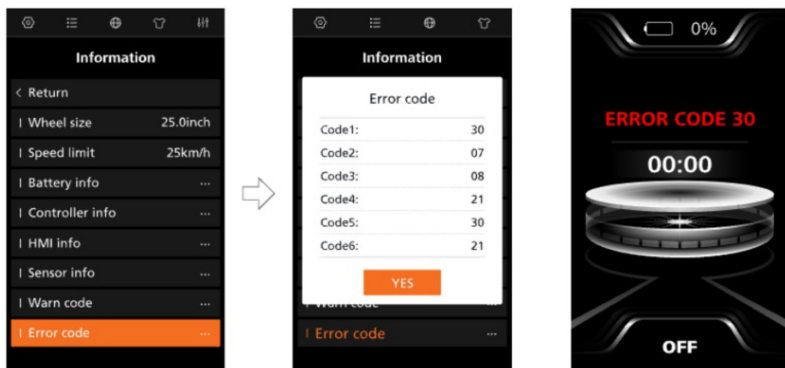 Information
< Return
| Wheel size 25.0inch
| Speed limit 25km/h
| Battery info ...
| Controller info ...
| HMI info ...
| Sensor info ...
| Warn code ...
| Error code ...
Information
Error code
Code1: 30
Code2: 07
Code3: 08
Code4: 21
Code5: 30
Code6: 21
YES
| Warn code ...
| Error code ...
0%
ERROR CODE 30
00:00
OFF